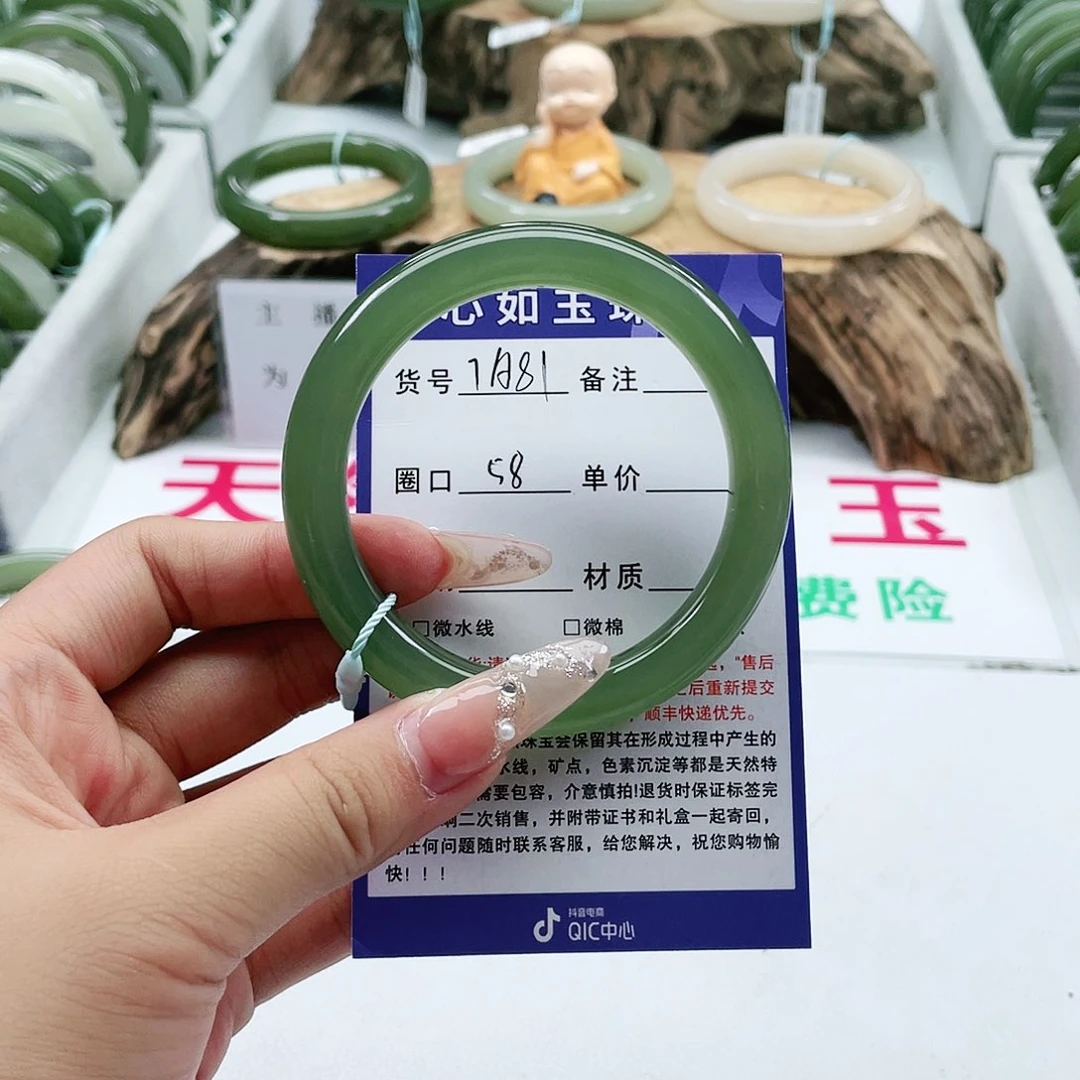 心如玉珠
主 播
为
天
玉
费险
货号 7A81 备注
圈口 58 单价
材质
□微水线 □微棉
"售后
之后重新提交
,顺丰快递优先。
珠宝会保留其在形成过程中产生的
水线，矿点，色素沉淀等都是天然特
需要包容，介意慎拍!退货时保证标签完
响二次销售，并附带证书和礼盒一起寄回，
任何问题随时联系客服，给您解决，祝您购物愉
快！！！
抖音电商
QIC中心